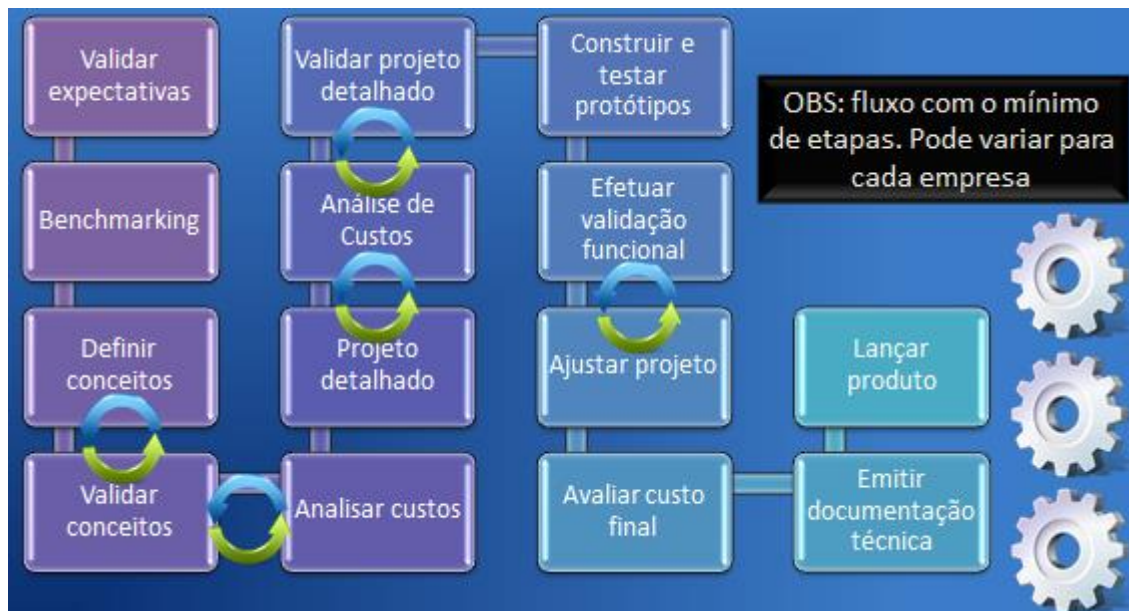 Validar
expectativas
Benchmarking
Definir
conceitos
Validar
conceitos
Analisar custos
Projeto
detalhado
Análise de
Custos
Validar projeto
detalhado
Construir e
testar
protótipos
Efetuar
validação
funcional
Ajustar projeto
Avaliar custo
final
Emitir
documentação
técnica
Lançar
produto
OBS: fluxo com o mínimo
de etapas. Pode variar para
cada empresa